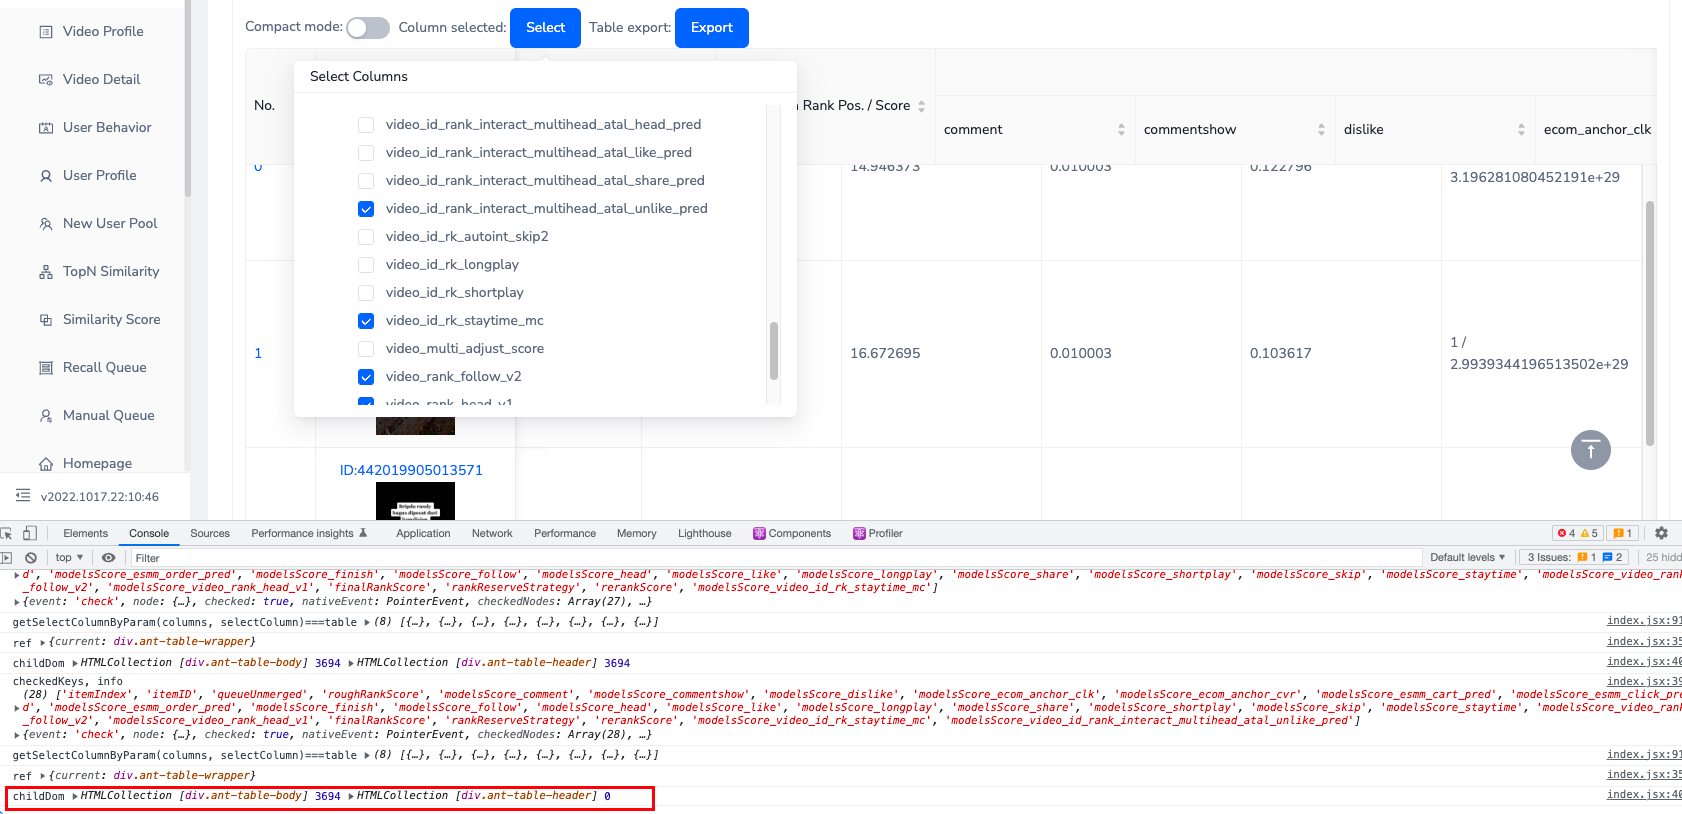 Video Profile
Video Detail
User Behavior
User Profile
New User Pool
TopN Similarity
Similarity Score
Recall Queue
Manual Queue
Homepage
v2022.1017.22:10:46
Compact mode: Column selected: Select Table export: Export
Select Columns
video_id_rank_interact_multihead_atal_head_pred
video_id_rank_interact_multihead_atal_like_pred
video_id_rank_interact_multihead_atal_share_pred
video_id_rank_interact_multihead_atal_unlike_pred
video_id_rk_autoint_skip2
video_id_rk_longplay
video_id_rk_shortplay
video_id_rk_staytime_mc
video_multi_adjust_score
video_rank_follow_v2
video_rank_head_v1
No. Rank Pos. / Score
comment commentshow dislike ecom_anchor_clk
0 14.946373 0.010003 0.122796 3.196281080452191e+29
1 16.672695 0.010003 0.103617 1 /
2.9939344196513502e+29
ID:442019905013571
Elements Console Sources Performance insights Application Network Performance Memory Lighthouse Components Profiler 4 5 1
top Filter Default levels 3 Issues: 1 2 25 hidd
d', 'modelsScore_esmm_order_pred', 'modelsScore_finish', 'modelsScore_follow', 'modelsScore_head', 'modelsScore_like', 'modelsScore_longplay', 'modelsScore_share', 'modelsScore_shortplay', 'modelsScore_skip', 'modelsScore_staytime', 'modelsScore_video_rank
_follow_v2', 'modelsScore_video_rank_head_v1', 'finalRankScore', 'rankReserveStrategy', 'rerankScore', 'modelsScore_video_id_rk_staytime_mc']
{event: 'check', node: {…}, checked: true, nativeEvent: PointerEvent, checkedNodes: Array(27), …}
getSelectColumnByParam(columns, selectColumn)===table (8) [{…}, {…}, {…}, {…}, {…}, {…}, {…}, {…}] index.jsx:91
ref {current: div.ant-table-wrapper} index.jsx:35
childDom HTMLCollection [div.ant-table-body] 3694 HTMLCollection [div.ant-table-header] 3694 index.jsx:40
checkedKeys, info index.jsx:39
(28) ['itemIndex', 'itemID', 'queueUnmerged', 'roughRankScore', 'modelsScore_comment', 'modelsScore_commentshow', 'modelsScore_dislike', 'modelsScore_ecom_anchor_clk', 'modelsScore_ecom_anchor_cvr', 'modelsScore_esmm_cart_pred', 'modelsScore_esmm_click_pre
d', 'modelsScore_esmm_order_pred', 'modelsScore_finish', 'modelsScore_follow', 'modelsScore_head', 'modelsScore_like', 'modelsScore_longplay', 'modelsScore_share', 'modelsScore_shortplay', 'modelsScore_skip', 'modelsScore_staytime', 'modelsScore_video_rank
_follow_v2', 'modelsScore_video_rank_head_v1', 'finalRankScore', 'rankReserveStrategy', 'rerankScore', 'modelsScore_video_id_rk_staytime_mc', 'modelsScore_video_id_rank_interact_multihead_atal_unlike_pred']
{event: 'check', node: {…}, checked: true, nativeEvent: PointerEvent, checkedNodes: Array(28), …}
getSelectColumnByParam(columns, selectColumn)===table (8) [{…}, {…}, {…}, {…}, {…}, {…}, {…}, {…}] index.jsx:91
ref {current: div.ant-table-wrapper} index.jsx:35
childDom HTMLCollection [div.ant-table-body] 3694 HTMLCollection [div.ant-table-header] 0 index.jsx:40